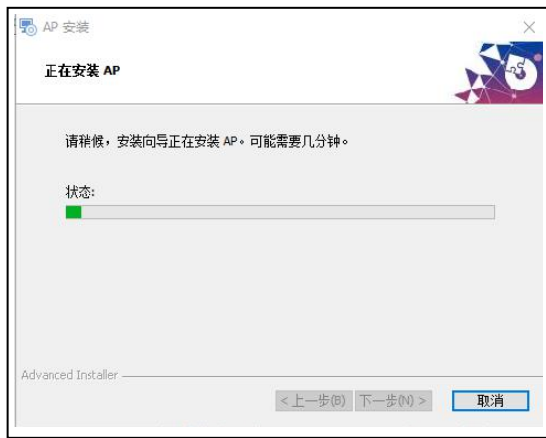 AP 安装
正在安装 AP
请稍候，安装向导正在安装 AP。可能需要几分钟。
状态:
Advanced Installer
< 上一步(B) 下一步(N) > 取消